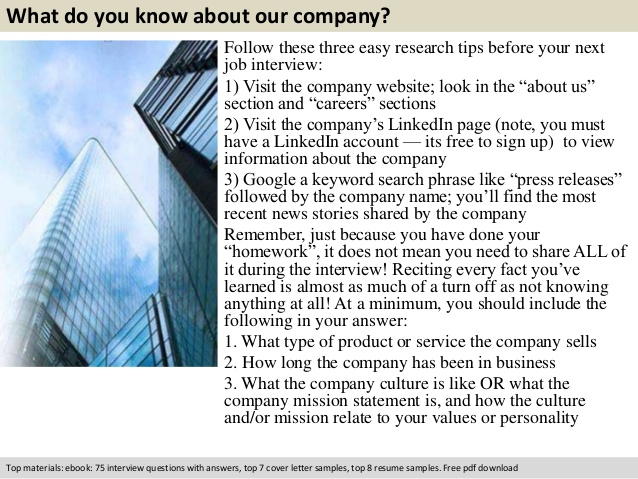 What do you know about our company?
Follow these three easy research tips before your next
job interview:
1) Visit the company website; look in the “about us”
section and “careers” sections
2) Visit the company’s LinkedIn page (note, you must
have a LinkedIn account — its free to sign up)  to view
information about the company
3) Google a keyword search phrase like “press releases”
followed by the company name; you’ll find the most
recent news stories shared by the company
Remember, just because you have done your
“homework”, it does not mean you need to share ALL of
it during the interview! Reciting every fact you’ve
learned is almost as much of a turn off as not knowing
anything at all! At a minimum, you should include the
following in your answer:
1. What type of product or service the company sells
2. How long the company has been in business
3. What the company culture is like OR what the
company mission statement is, and how the culture
and/or mission relate to your values or personality
Top materials: ebook: 75 interview questions with answers, top 7 cover letter samples, top 8 resume samples. Free pdf download